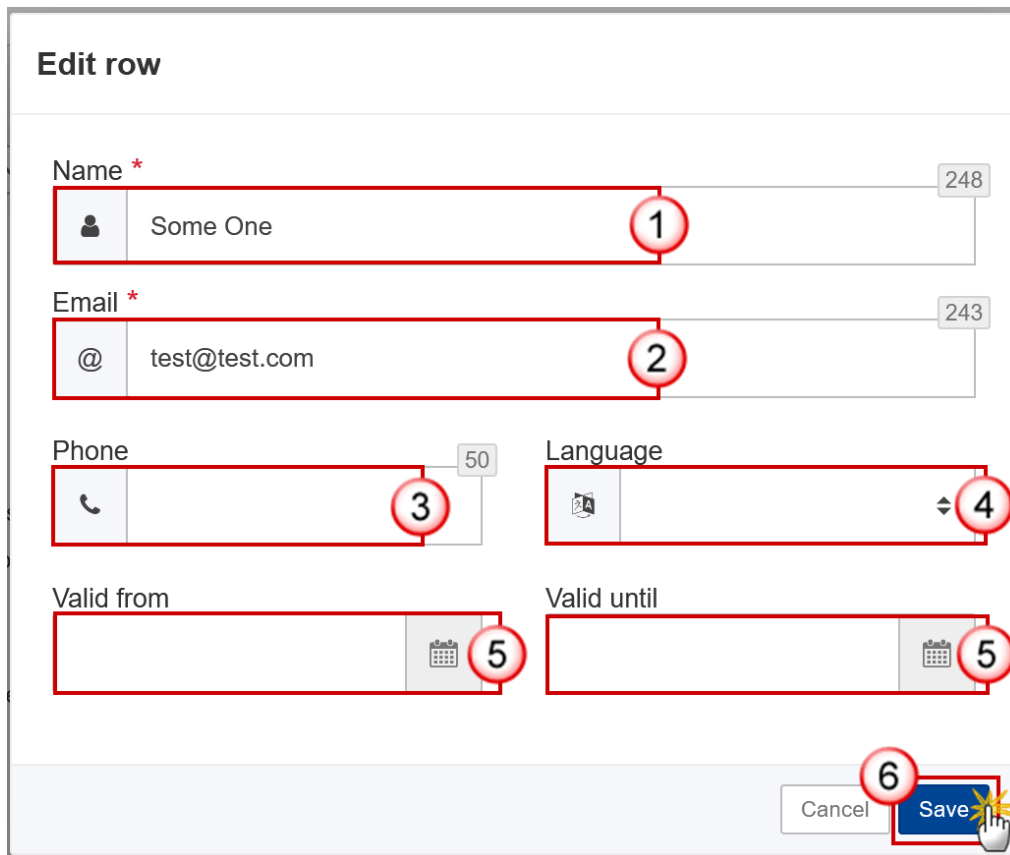 Edit row
Name *
248
Some One
1
Email *
243
@ test@test.com
2
Phone
50
Language
3
4
Valid from
Valid until
5
5
6
Cancel
Save